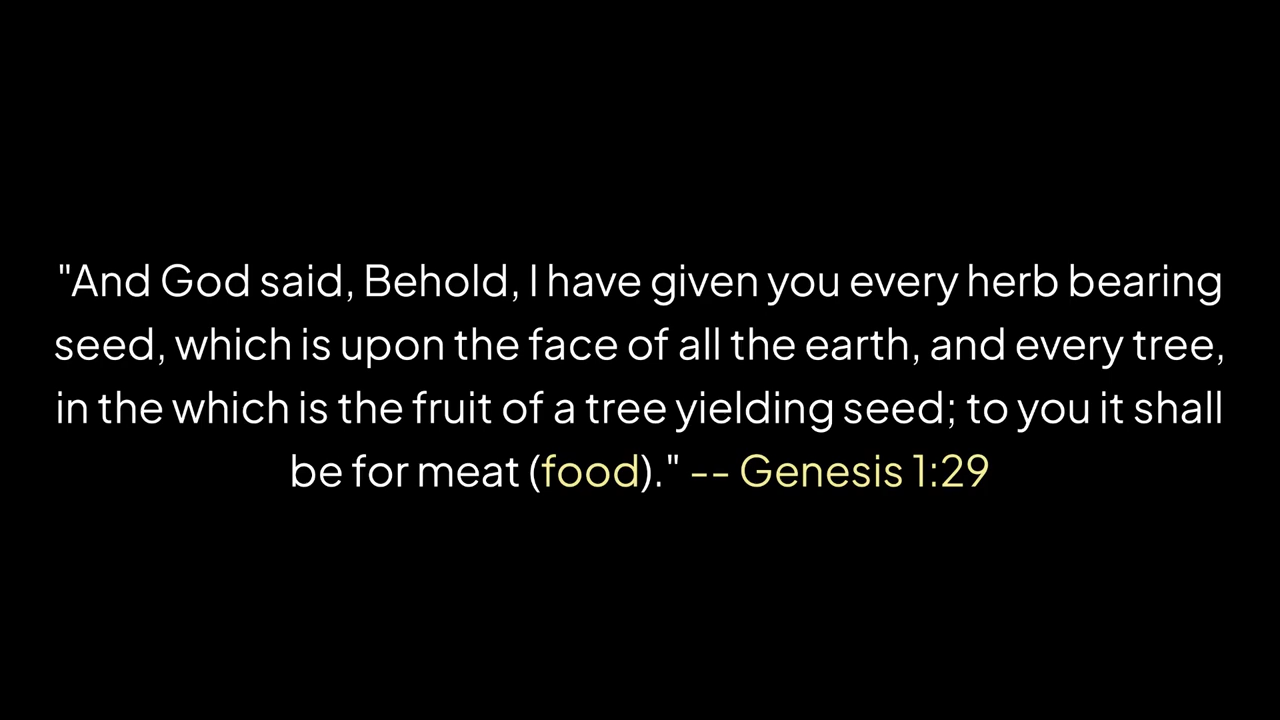 "And God said, Behold, I have given you every herb bearing
seed, which is upon the face of all the earth, and every tree,
in the which is the fruit of a tree yielding seed; to you it shall
be for meat (food)." -- Genesis 1:29